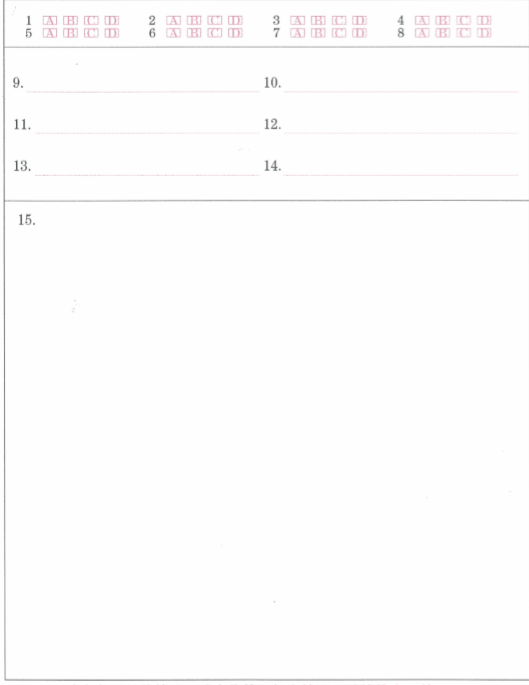 1 [A] [B] [C] [D] 2 [A] [B] [C] [D] 3 [A] [B] [C] [D] 4 [A] [B] [C] [D]
5 [A] [B] [C] [D] 6 [A] [B] [C] [D] 7 [A] [B] [C] [D] 8 [A] [B] [C] [D]
9. 10.
11. 12.
13. 14.
15.